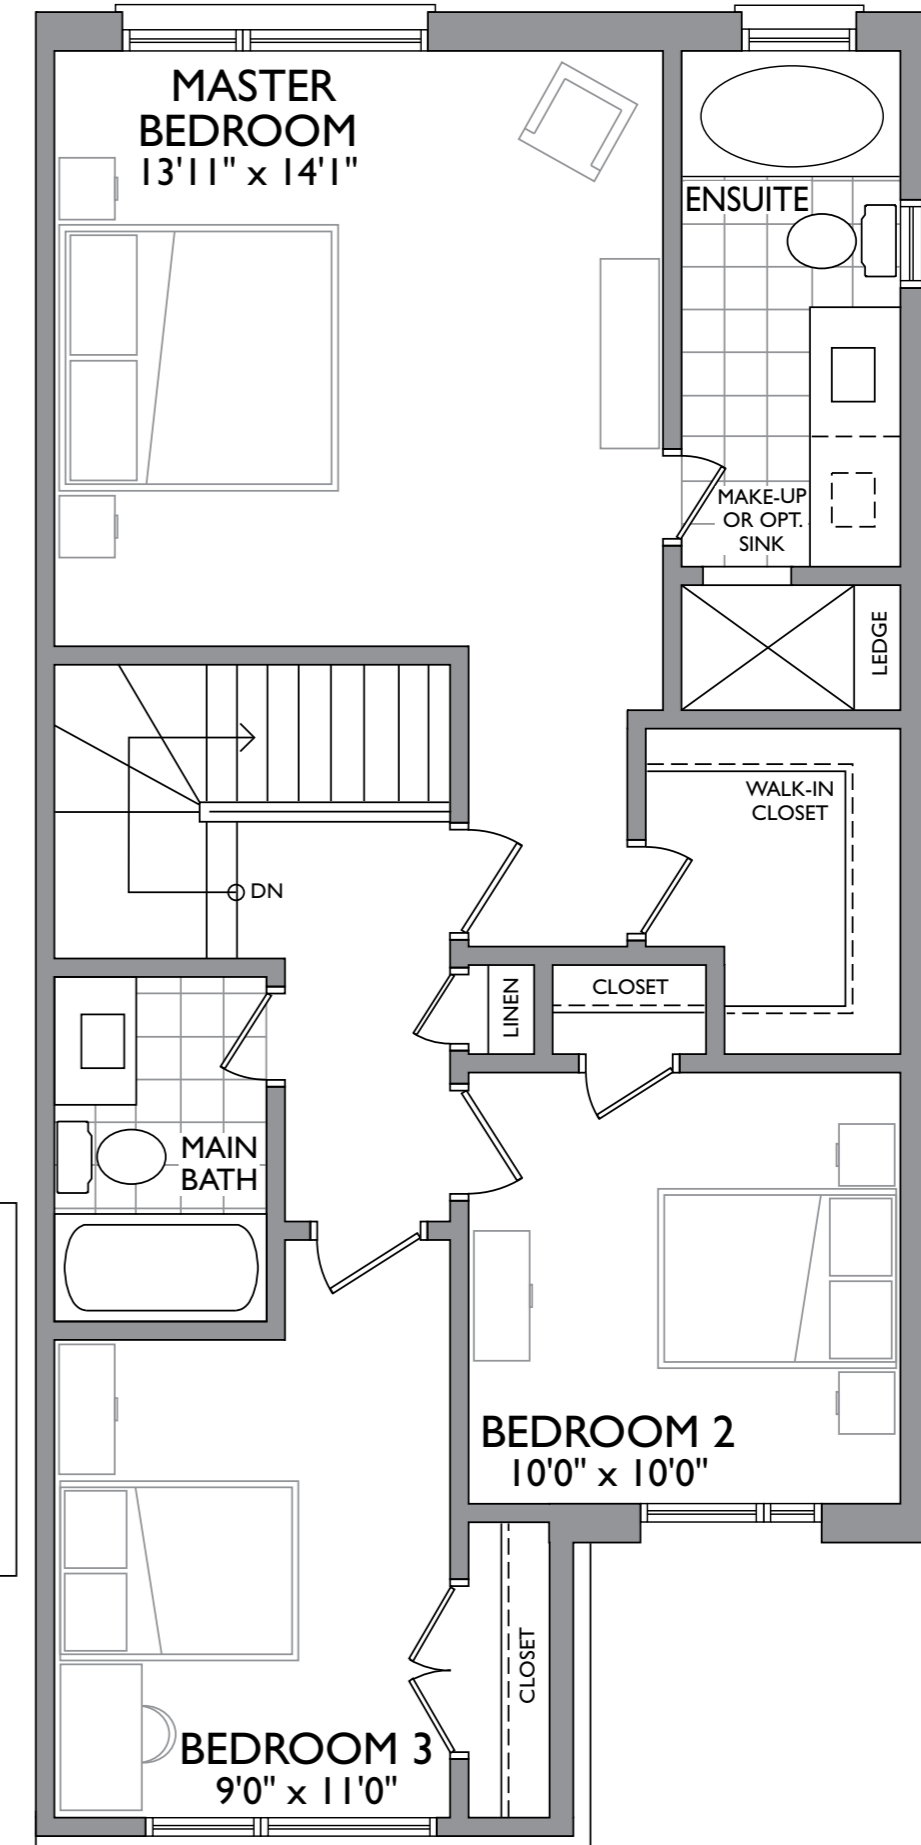 MASTER
BEDROOM
13'11" x 14'1"
ENSUITE
MAKE-UP
OR OPT.
SINK
LEDGE
WALK-IN
CLOSET
DN
LINEN
CLOSET
MAIN
BATH
BEDROOM 2
10'0" x 10'0"
CLOSET
BEDROOM 3
9'0" x 11'0"